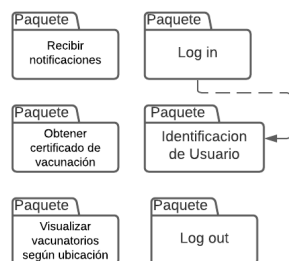 Paquete
Recibir
notificaciones
Paquete
Log in
Paquete
Obtener
certificado de
vacunación
Paquete
Identificacion
de Usuario
Paquete
Visualizar
vacunatorios
según ubicación
Paquete
Log out